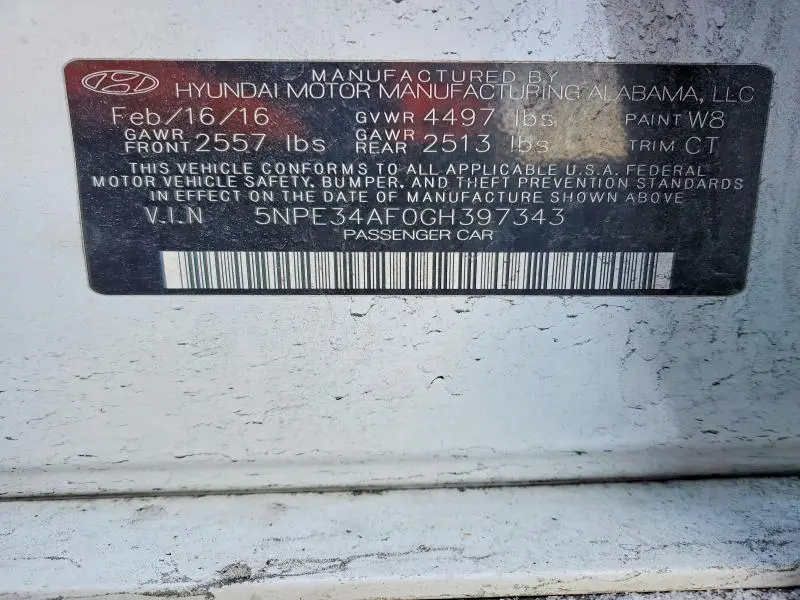 MANUFACTURED BY
HYUNDAI MOTOR MANUFACTURING ALABAMA, LLC
Feb/16/16 GVWR 4497 lbs PAINT W8
GAWR FRONT 2557 lbs GAWR REAR 2513 lbs TRIM CT
THIS VEHICLE CONFORMS TO ALL APPLICABLE U.S.A. FEDERAL
MOTOR VEHICLE SAFETY, BUMPER, AND THEFT PREVENTION STANDARDS
IN EFFECT ON THE DATE OF MANUFACTURE SHOWN ABOVE.
V.I.N 5NPE34AF0GH397343
PASSENGER CAR